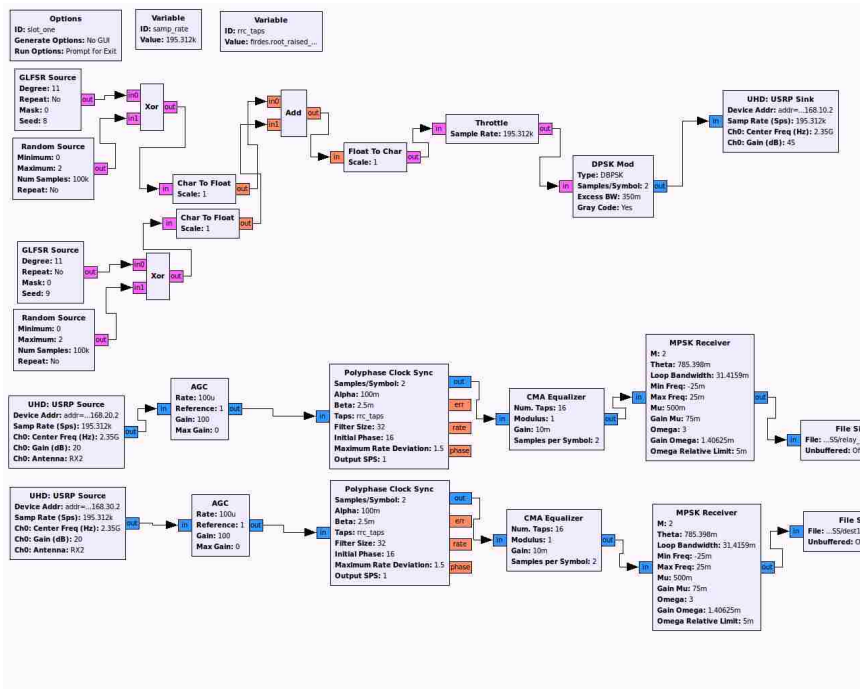 Options
ID: slot_one
Generate Options: No GUI
Run Options: Prompt for Exit
Variable
ID: samp_rate
Value: 195.312k
Variable
ID: rrc_taps
Value: firdes.root_raised_...
GLFSR Source
Degree: 11
Repeat: No
Mask: 0
Seed: 8
out
in0
in1
Xor
out
Random Source
Minimum: 0
Maximum: 2
Num Samples: 100k
Repeat: No
out
in
Char To Float
Scale: 1
out
in
Char To Float
Scale: 1
out
in0
in1
Add
out
in
Float To Char
Scale: 1
out
in
Throttle
Sample Rate: 195.312k
out
in
DPSK Mod
Type: DBPSK
Samples/Symbol: 2
Excess BW: 350m
Gray Code: Yes
out
in
UHD: USRP Sink
Device Addr: addr=...168.10.2
Samp Rate (Sps): 195.312k
Ch0: Center Freq (Hz): 2.35G
Ch0: Gain (dB): 45
GLFSR Source
Degree: 11
Repeat: No
Mask: 0
Seed: 9
out
in0
in1
Xor
out
Random Source
Minimum: 0
Maximum: 2
Num Samples: 100k
Repeat: No
out
UHD: USRP Source
Device Addr: addr=...168.20.2
Samp Rate (Sps): 195.312k
Ch0: Center Freq (Hz): 2.35G
Ch0: Gain (dB): 20
Ch0: Antenna: RX2
out
in
AGC
Rate: 100u
Reference: 1
Gain: 100
Max Gain: 0
out
in
Polyphase Clock Sync
Samples/Symbol: 2
Alpha: 100m
Beta: 2.5m
Taps: rrc_taps
Filter Size: 32
Initial Phase: 16
Maximum Rate Deviation: 1.5
Output SPS: 1
out
err
rate
phase
in
CMA Equalizer
Num. Taps: 16
Modulus: 1
Gain: 10m
Samples per Symbol: 2
out
in
MPSK Receiver
M: 2
Theta: 785.398m
Loop Bandwidth: 31.4159m
Min Freq: -25m
Max Freq: 25m
Mu: 500m
Gain Mu: 75m
Omega: 3
Gain Omega: 1.40625m
Omega Relative Limit: 5m
out
in
File Si
File: ...SS/relay_
Unbuffered: Of
UHD: USRP Source
Device Addr: addr=...168.30.2
Samp Rate (Sps): 195.312k
Ch0: Center Freq (Hz): 2.35G
Ch0: Gain (dB): 20
Ch0: Antenna: RX2
out
in
AGC
Rate: 100u
Reference: 1
Gain: 100
Max Gain: 0
out
in
Polyphase Clock Sync
Samples/Symbol: 2
Alpha: 100m
Beta: 2.5m
Taps: rrc_taps
Filter Size: 32
Initial Phase: 16
Maximum Rate Deviation: 1.5
Output SPS: 1
out
err
rate
phase
in
CMA Equalizer
Num. Taps: 16
Modulus: 1
Gain: 10m
Samples per Symbol: 2
out
in
MPSK Receiver
M: 2
Theta: 785.398m
Loop Bandwidth: 31.4159m
Min Freq: -25m
Max Freq: 25m
Mu: 500m
Gain Mu: 75m
Omega: 3
Gain Omega: 1.40625m
Omega Relative Limit: 5m
out
in
File S
File: ...SS/dest1
Unbuffered: O